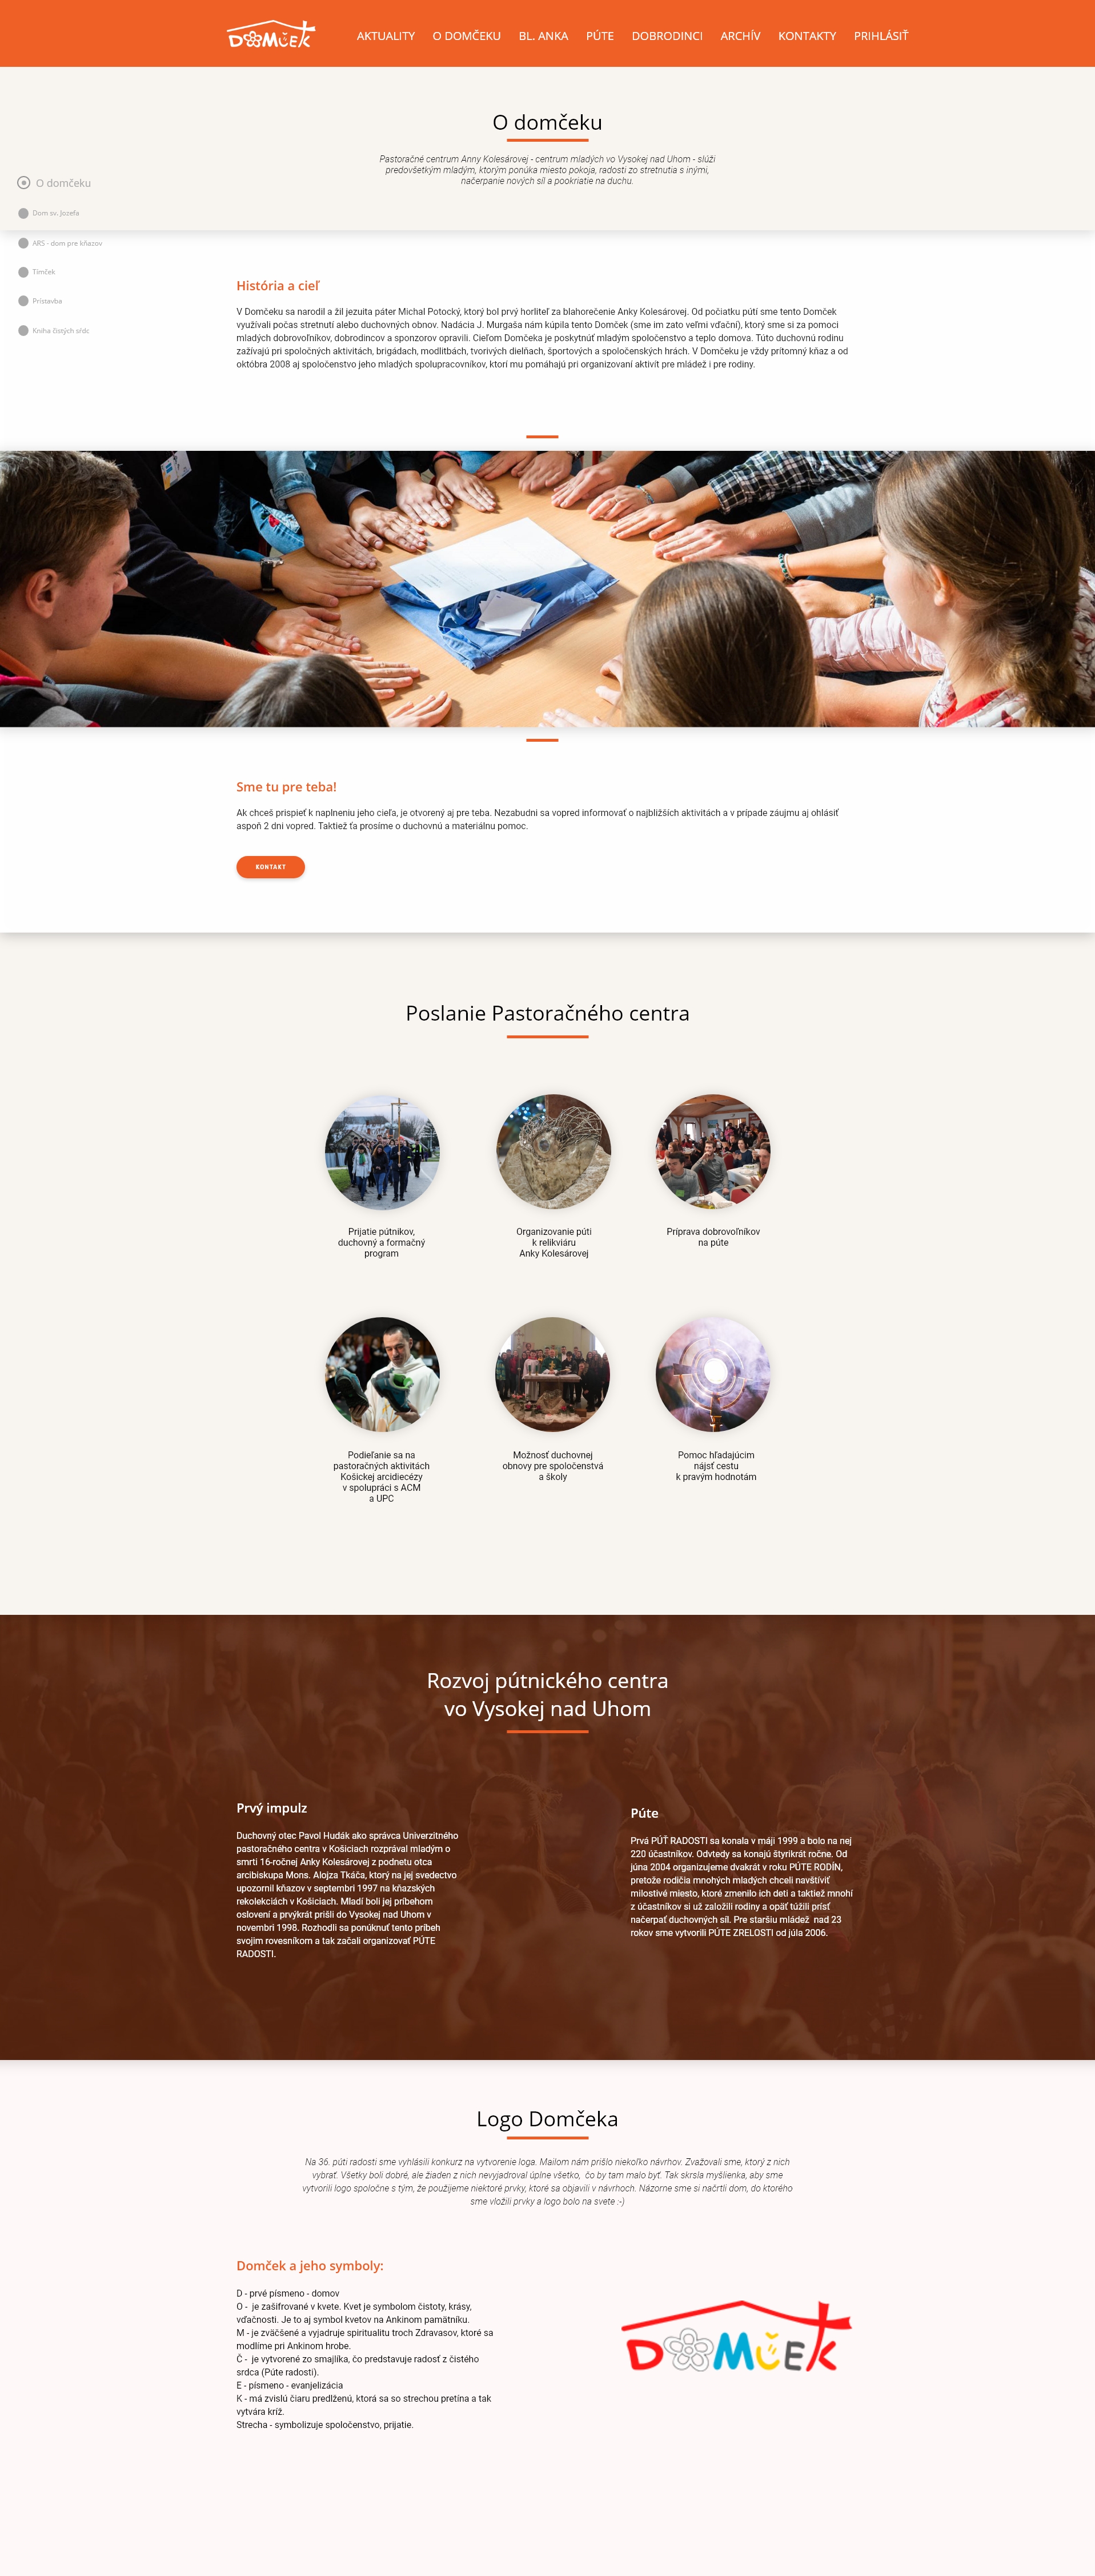 DOMČEK
AKTUALITY O DOMČEKU BL. ANKA PÚTE DOBRODINCI ARCHÍV KONTAKTY PRIHLÁSIŤ
O domčeku
Pastoračné centrum Anny Kolesárovej - centrum mladých vo Vysokej nad Uhom - slúži
predovšetkým mladým, ktorým ponúka miesto pokoja, radosti zo stretnutia s inými,
načerpanie nových síl a pookriatie na duchu.
O domčeku
Dom sv. Jozefa
ARS - dom pre kňazov
Tímček
Prístavba
Kniha čistých sŕdc
História a cieľ
V Domčeku sa narodil a žil jezuita páter Michal Potocký, ktorý bol prvý horliteľ za blahorečenie Anky Kolesárovej. Od počiatku pútí sme tento Domček
využívali počas stretnutí alebo duchovných obnov. Nadácia J. Murgaša nám kúpila tento Domček (sme im zato veľmi vďační), ktorý sme si za pomoci
mladých dobrovoľníkov, dobrodincov a sponzorov opravili. Cieľom Domčeka je poskytnúť mladým spoločenstvo a teplo domova. Túto duchovnú rodinu
zažívajú pri spoločných aktivitách, brigádach, modlitbách, tvorivých dielňach, športových a spoločenských hrách. V Domčeku je vždy prítomný kňaz a od
októbra 2008 aj spoločenstvo jeho mladých spolupracovníkov, ktorí mu pomáhajú pri organizovaní aktivít pre mládež i pre rodiny.
Sme tu pre teba!
Ak chceš prispieť k naplneniu jeho cieľa, je otvorený aj pre teba. Nezabudni sa vopred informovať o najbližších aktivitách a v prípade záujmu aj ohlásiť
aspoň 2 dni vopred. Taktiež ťa prosíme o duchovnú a materiálnu pomoc.
KONTAKT
Poslanie Pastoračného centra
Prijatie pútnikov,
duchovný a formačný
program
Organizovanie púti
k relikviáru
Anky Kolesárovej
Príprava dobrovoľníkov
na púte
Podieľanie sa na
pastoračných aktivitách
Košickej arcidiecézy
v spolupráci s ACM
a UPC
Možnosť duchovnej
obnovy pre spoločenstvá
a školy
Pomoc hľadajúcim
nájsť cestu
k pravým hodnotám
Rozvoj pútnického centra
vo Vysokej nad Uhom
Prvý impulz
Duchovný otec Pavol Hudák ako správca Univerzitného
pastoračného centra v Košiciach rozprával mladým o
smrti 16-ročnej Anky Kolesárovej z podnetu otca
arcibiskupa Mons. Alojza Tkáča, ktorý na jej svedectvo
upozornil kňazov v septembri 1997 na kňazských
rekolekciách v Košiciach. Mladí boli jej príbehom
oslovení a prvýkrát prišli do Vysokej nad Uhom v
novembri 1998. Rozhodli sa ponúknuť tento príbeh
svojim rovesníkom a tak začali organizovať PÚTE
RADOSTI.
Púte
Prvá PÚŤ RADOSTI sa konala v máji 1999 a bolo na nej
220 účastníkov. Odvtedy sa konajú štyrikrát ročne. Od
júna 2004 organizujeme dvakrát v roku PÚTE RODÍN,
pretože rodičia mnohých mladých chceli navštíviť
milostivé miesto, ktoré zmenilo ich deti a taktiež mnohí
z účastníkov si už založili rodiny a opäť túžili prísť
načerpať duchovných síl. Pre staršiu mládež  nad 23
rokov sme vytvorili PÚTE ZRELOSTI od júla 2006.
Logo Domčeka
Na 36. púti radosti sme vyhlásili konkurz na vytvorenie loga. Mailom nám prišlo niekoľko návrhov. Zvažovali sme, ktorý z nich
vybrať. Všetky boli dobré, ale žiaden z nich nevyjadroval úplne všetko,  čo by tam malo byť. Tak skrsla myšlienka, aby sme
vytvorili logo spoločne s tým, že použijeme niektoré prvky, ktoré sa objavili v návrhoch. Názorne sme si načrtli dom, do ktorého
sme vložili prvky a logo bolo na svete :-)
Domček a jeho symboly:
D - prvé písmeno - domov
O -  je zašifrované v kvete. Kvet je symbolom čistoty, krásy,
vďačnosti. Je to aj symbol kvetov na Ankinom pamätníku.
M - je zväčšené a vyjadruje spiritualitu troch Zdravasov, ktoré sa
modlíme pri Ankinom hrobe.
Č -  je vytvorené zo smajlíka, čo predstavuje radosť z čistého
srdca (Púte radosti).
E - písmeno - evanjelizácia
K - má zvislú čiaru predlženú, ktorá sa so strechou pretína a tak
vytvára kríž.
Strecha - symbolizuje spoločenstvo, prijatie.
DOMČEK